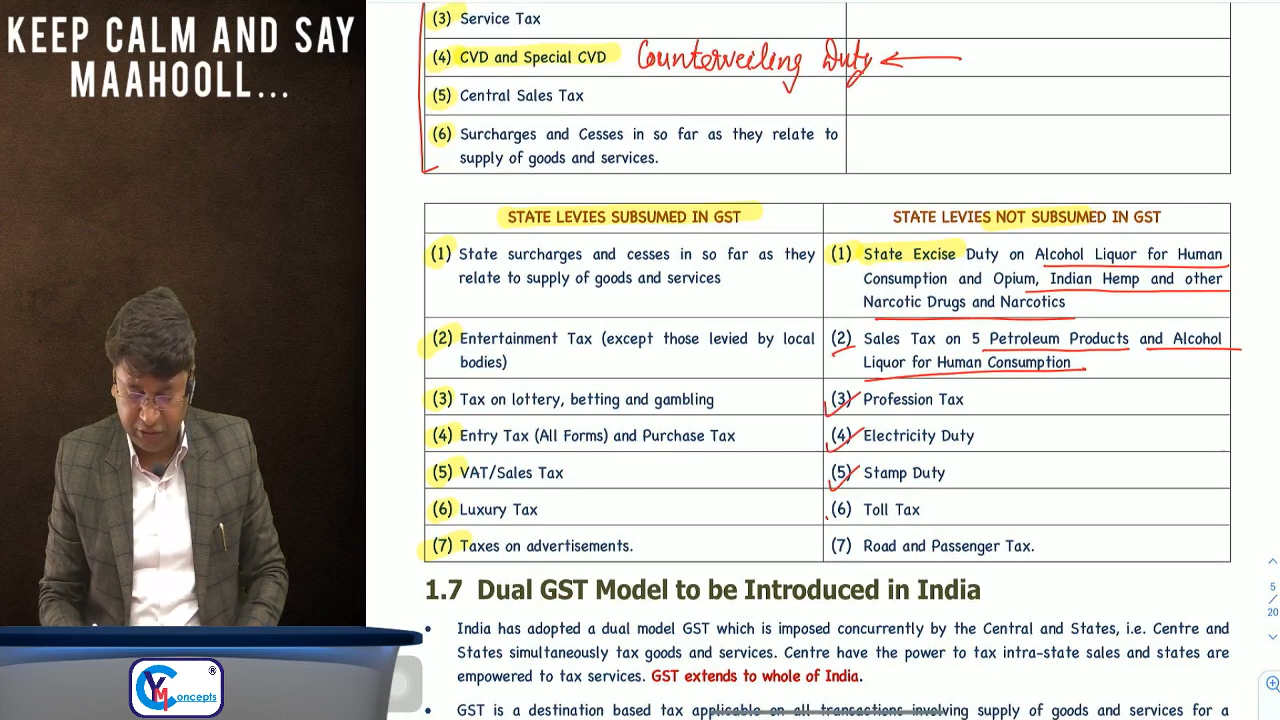 KEEP CALM AND SAY
MAAHOOLL...
(3) Service Tax
(4) CVD and Special CVD Counterveiling Duty
(5) Central Sales Tax
(6) Surcharges and Cesses in so far as they relate to
supply of goods and services.
STATE LEVIES SUBSUMED IN GST
STATE LEVIES NOT SUBSUMED IN GST
(1) State surcharges and cesses in so far as they
relate to supply of goods and services
(1) State Excise Duty on Alcohol Liquor for Human
Consumption and Opium, Indian Hemp and other
Narcotic Drugs and Narcotics
(2) Entertainment Tax (except those levied by local
bodies)
(2) Sales Tax on 5 Petroleum Products and Alcohol
Liquor for Human Consumption
(3) Tax on lottery, betting and gambling
(3) Profession Tax
(4) Entry Tax (All Forms) and Purchase Tax
(4) Electricity Duty
(5) VAT/Sales Tax
(5) Stamp Duty
(6) Luxury Tax
(6) Toll Tax
(7) Taxes on advertisements.
(7) Road and Passenger Tax.
1.7 Dual GST Model to be Introduced in India
• India has adopted a dual model GST which is imposed concurrently by the Central and States, i.e. Centre and
States simultaneously tax goods and services. Centre have the power to tax intra-state sales and states are
empowered to tax services. GST extends to whole of India.
• GST is a destination based tax applicable on all transactions involving supply of goods and services for a
5
/
20
CYM
oncepts
®